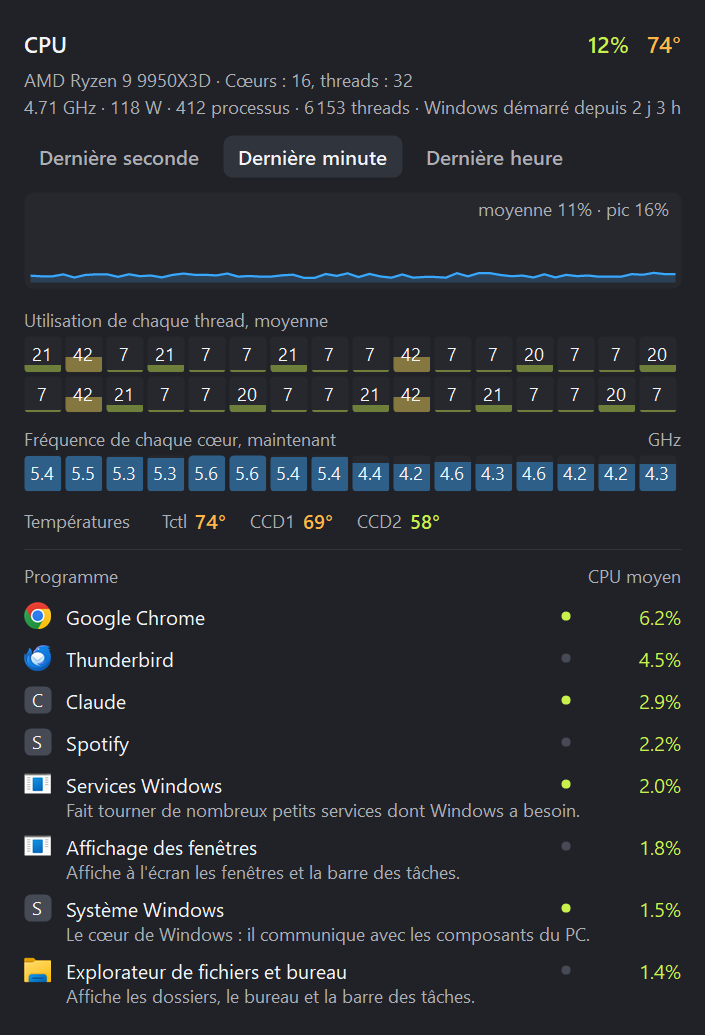 CPU 12% 74°
AMD Ryzen 9 9950X3D · Cœurs : 16, threads : 32
4.71 GHz · 118 W · 412 processus · 6 153 threads · Windows démarré depuis 2 j 3 h
Dernière seconde Dernière minute Dernière heure
moyenne 11% · pic 16%
Utilisation de chaque thread, moyenne
21 42 7 21 7 7 21 7 7 42 7 7 20 7 7 20
7 42 21 7 7 20 7 7 21 42 7 21 7 7 20 7
Fréquence de chaque cœur, maintenant GHz
5.4 5.5 5.3 5.3 5.6 5.6 5.4 5.4 4.4 4.2 4.6 4.3 4.6 4.2 4.2 4.3
Températures Tctl 74° CCD1 69° CCD2 58°
Programme CPU moyen
Google Chrome 6.2%
Thunderbird 4.5%
C Claude 2.9%
S Spotify 2.2%
Services Windows 2.0%
Fait tourner de nombreux petits services dont Windows a besoin.
Affichage des fenêtres 1.8%
Affiche à l'écran les fenêtres et la barre des tâches.
S Système Windows 1.5%
Le cœur de Windows : il communique avec les composants du PC.
Explorateur de fichiers et bureau 1.4%
Affiche les dossiers, le bureau et la barre des tâches.